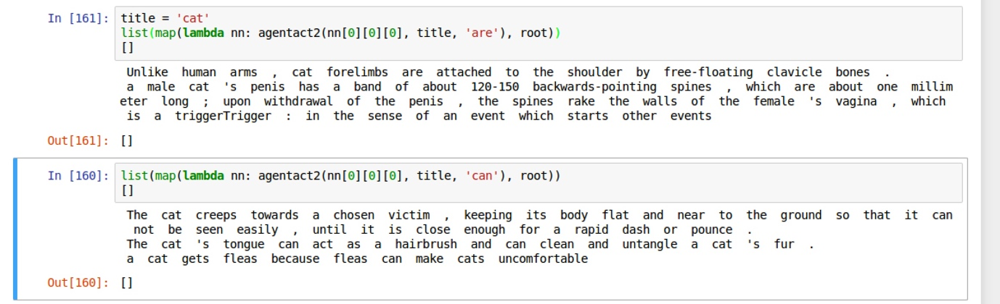 In [161]: title = 'cat'
list(map(lambda nn: agentact2(nn[0][0][0], title, 'are'), root))
[]
Unlike human arms , cat forelimbs are attached to the shoulder by free-floating clavicle bones .
a male cat 's penis has a band of about 120-150 backwards-pointing spines , which are about one millim
eter long ; upon withdrawal of the penis , the spines rake the walls of the female 's vagina , which
is a triggerTrigger : in the sense of an event which starts other events
Out[161]: []
In [160]: list(map(lambda nn: agentact2(nn[0][0][0], title, 'can'), root))
[]
The cat creeps towards a chosen victim , keeping its body flat and near to the ground so that it can
not be seen easily , until it is close enough for a rapid dash or pounce .
The cat 's tongue can act as a hairbrush and can clean and untangle a cat 's fur .
a cat gets fleas because fleas can make cats uncomfortable
Out[160]: []